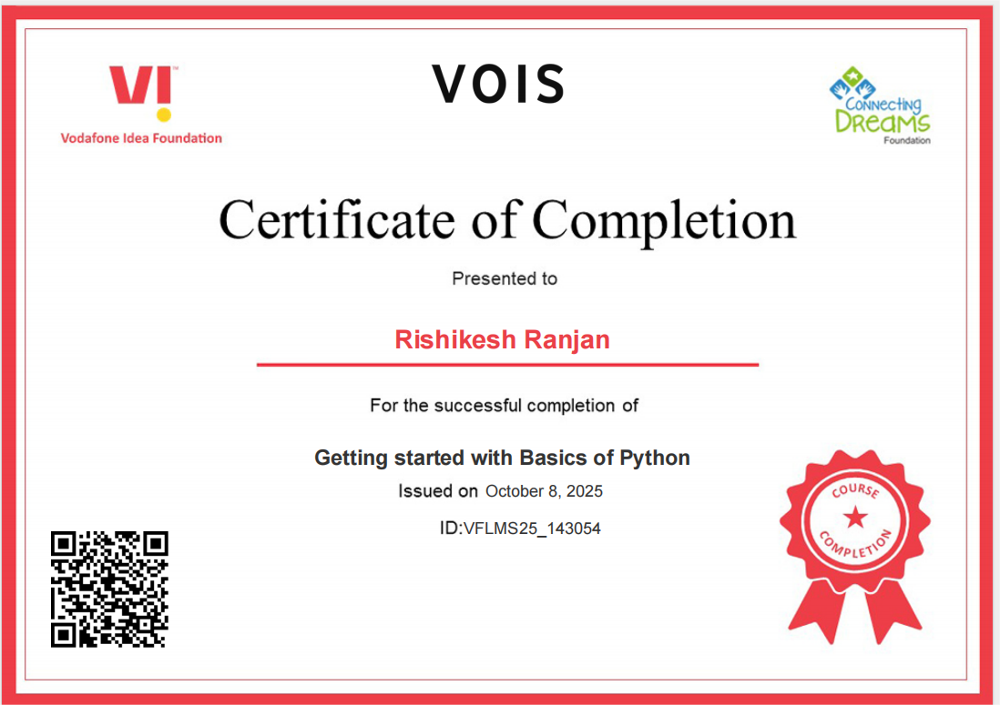 VI™
Vodafone Idea Foundation
VOIS
Connecting
Dreams
Foundation
Certificate of Completion
Presented to
Rishikesh Ranjan
For the successful completion of
Getting started with Basics of Python
Issued on October 8, 2025
ID:VFLMS25_143054
COURSE
COMPLETION